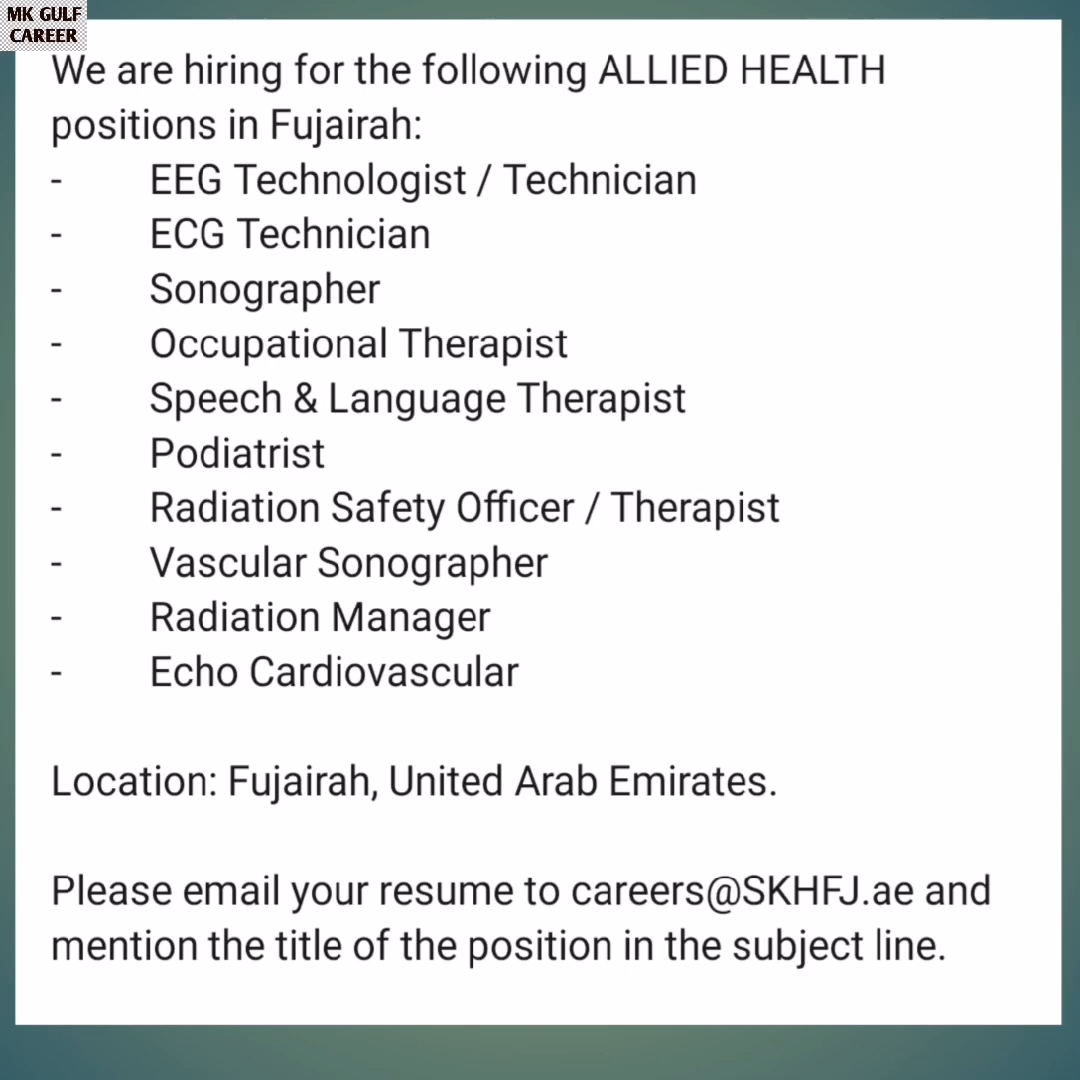 MK GULF
CAREER
We are hiring for the following ALLIED HEALTH
positions in Fujairah:
- EEG Technologist / Technician
- ECG Technician
- Sonographer
- Occupational Therapist
- Speech & Language Therapist
- Podiatrist
- Radiation Safety Officer / Therapist
- Vascular Sonographer
- Radiation Manager
- Echo Cardiovascular
Location: Fujairah, United Arab Emirates.
Please email your resume to careers@SKHFJ.ae and
mention the title of the position in the subject line.